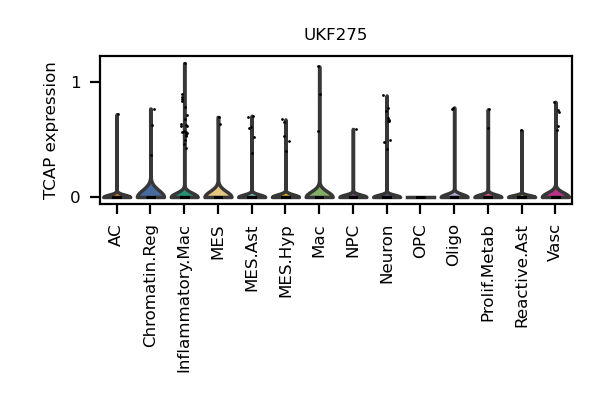 UKF275
TCAP expression
1
0
AC
Chromatin.Reg
Inflammatory.Mac
MES
MES.Ast
MES.Hyp
Mac
NPC
Neuron
OPC
Oligo
Prolif.Metab
Reactive.Ast
Vasc